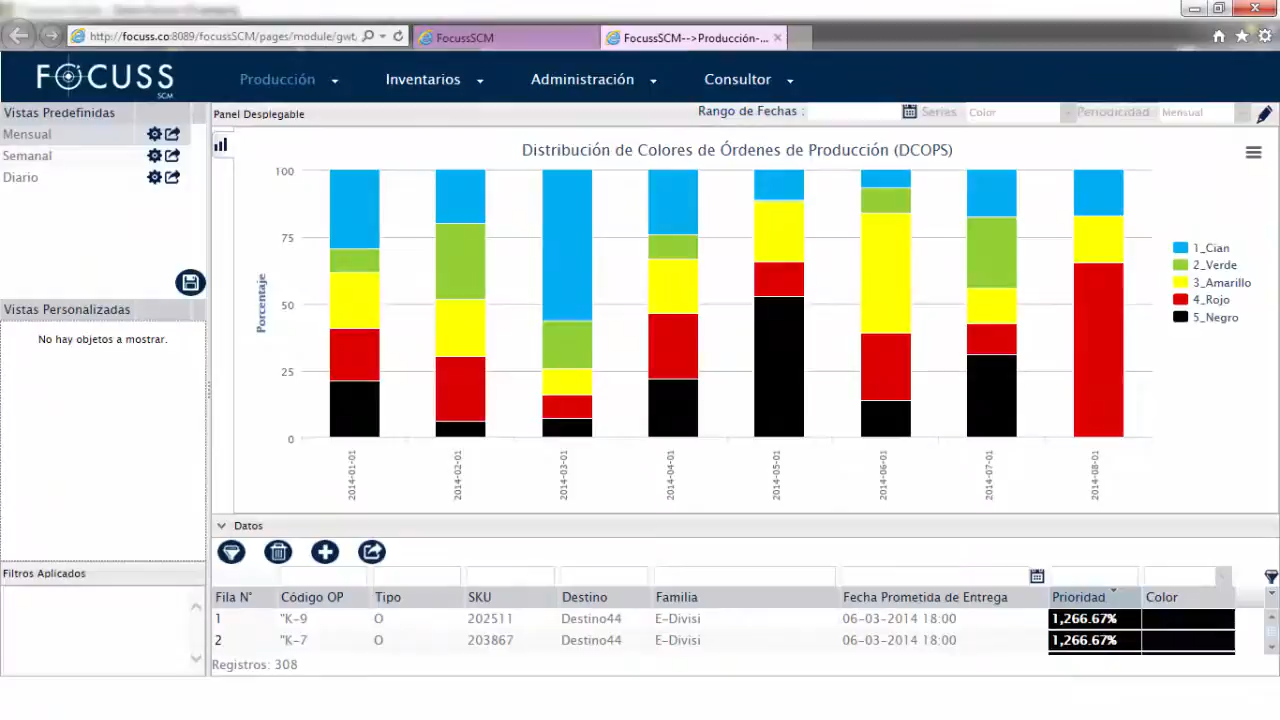 http://focuss.co:8089/focussSCM/pages/module/gwt.
FocussSCM
FocussSCM-->Producción-...
FOCUSS
SCM
Producción
Inventarios
Administración
Consultor
Vistas Predefinidas
Mensual
Semanal
Diario
Vistas Personalizadas
No hay objetos a mostrar.
Filtros Aplicados
Panel Desplegable
Rango de Fechas :
Series
Color
Periodicidad
Mensual
Distribución de Colores de Órdenes de Producción (DCOPS)
Porcentaje
100
75
50
25
0
2014-01-01
2014-02-01
2014-03-01
2014-04-01
2014-05-01
2014-06-01
2014-07-01
2014-08-01
1_Cian
2_Verde
3_Amarillo
4_Rojo
5_Negro
Datos
Fila N° Código OP Tipo SKU Destino Familia Fecha Prometida de Entrega Prioridad Color
1 "K-9 O 202511 Destino44 E-Divisi 06-03-2014 18:00 1,266.67%
2 "K-7 O 203867 Destino44 E-Divisi 06-03-2014 18:00 1,266.67%
Registros: 308